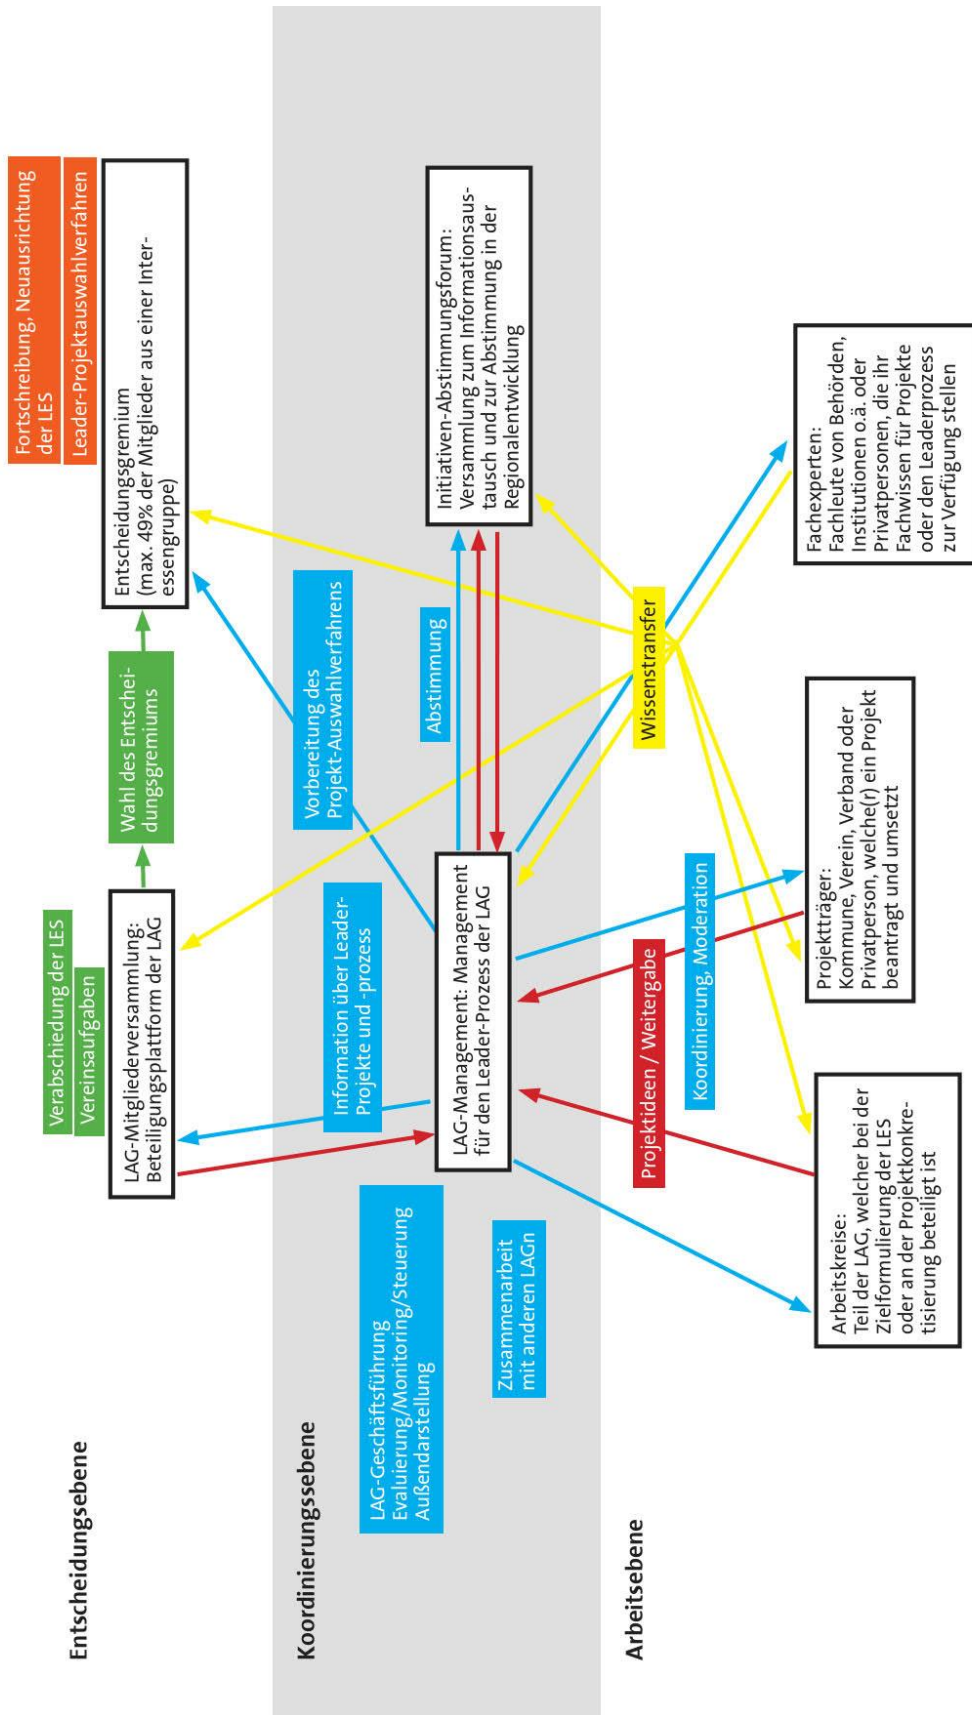 Entscheidungsebene
Verabschiedung der LES
Vereinsaufgaben
LAG-Mitgliederversammlung:
Beteiligungsplattform der LAG
Wahl des Entschei-
dungsgremiums
Fortschreibung, Neuausrichtung
der LES
Leader-Projektauswahlverfahren
Entscheidungsgremium
(max. 49% der Mitglieder aus einer Inter-
essengruppe)
Koordinierungssebene
LAG-Geschäftsführung
Evaluierung/Monitoring/Steuerung
Außendarstellung
Zusammenarbeit
mit anderen LAGn
Information über Leader-
Projekte und -prozess
Vorbereitung des
Projekt-Auswahlverfahrens
LAG-Management: Management
für den Leader-Prozess der LAG
Abstimmung
Initiativen-Abstimmungsforum:
Versammlung zum Informationsaus-
tausch und zur Abstimmung in der
Regionalentwicklung
Arbeitsebene
Projektideen / Weitergabe
Koordinierung, Moderation
Wissenstransfer
Arbeitskreise:
Teil der LAG, welcher bei der
Zielformulierung der LES
oder an der Projektkonkre-
tisierung beteiligt ist
Projektträger:
Kommune, Verein, Verband oder
Privatperson, welche(r) ein Projekt
beantragt und umsetzt
Fachexperten:
Fachleute von Behörden,
Institutionen o.ä. oder
Privatpersonen, die ihr
Fachwissen für Projekte
oder den Leaderprozess
zur Verfügung stellen